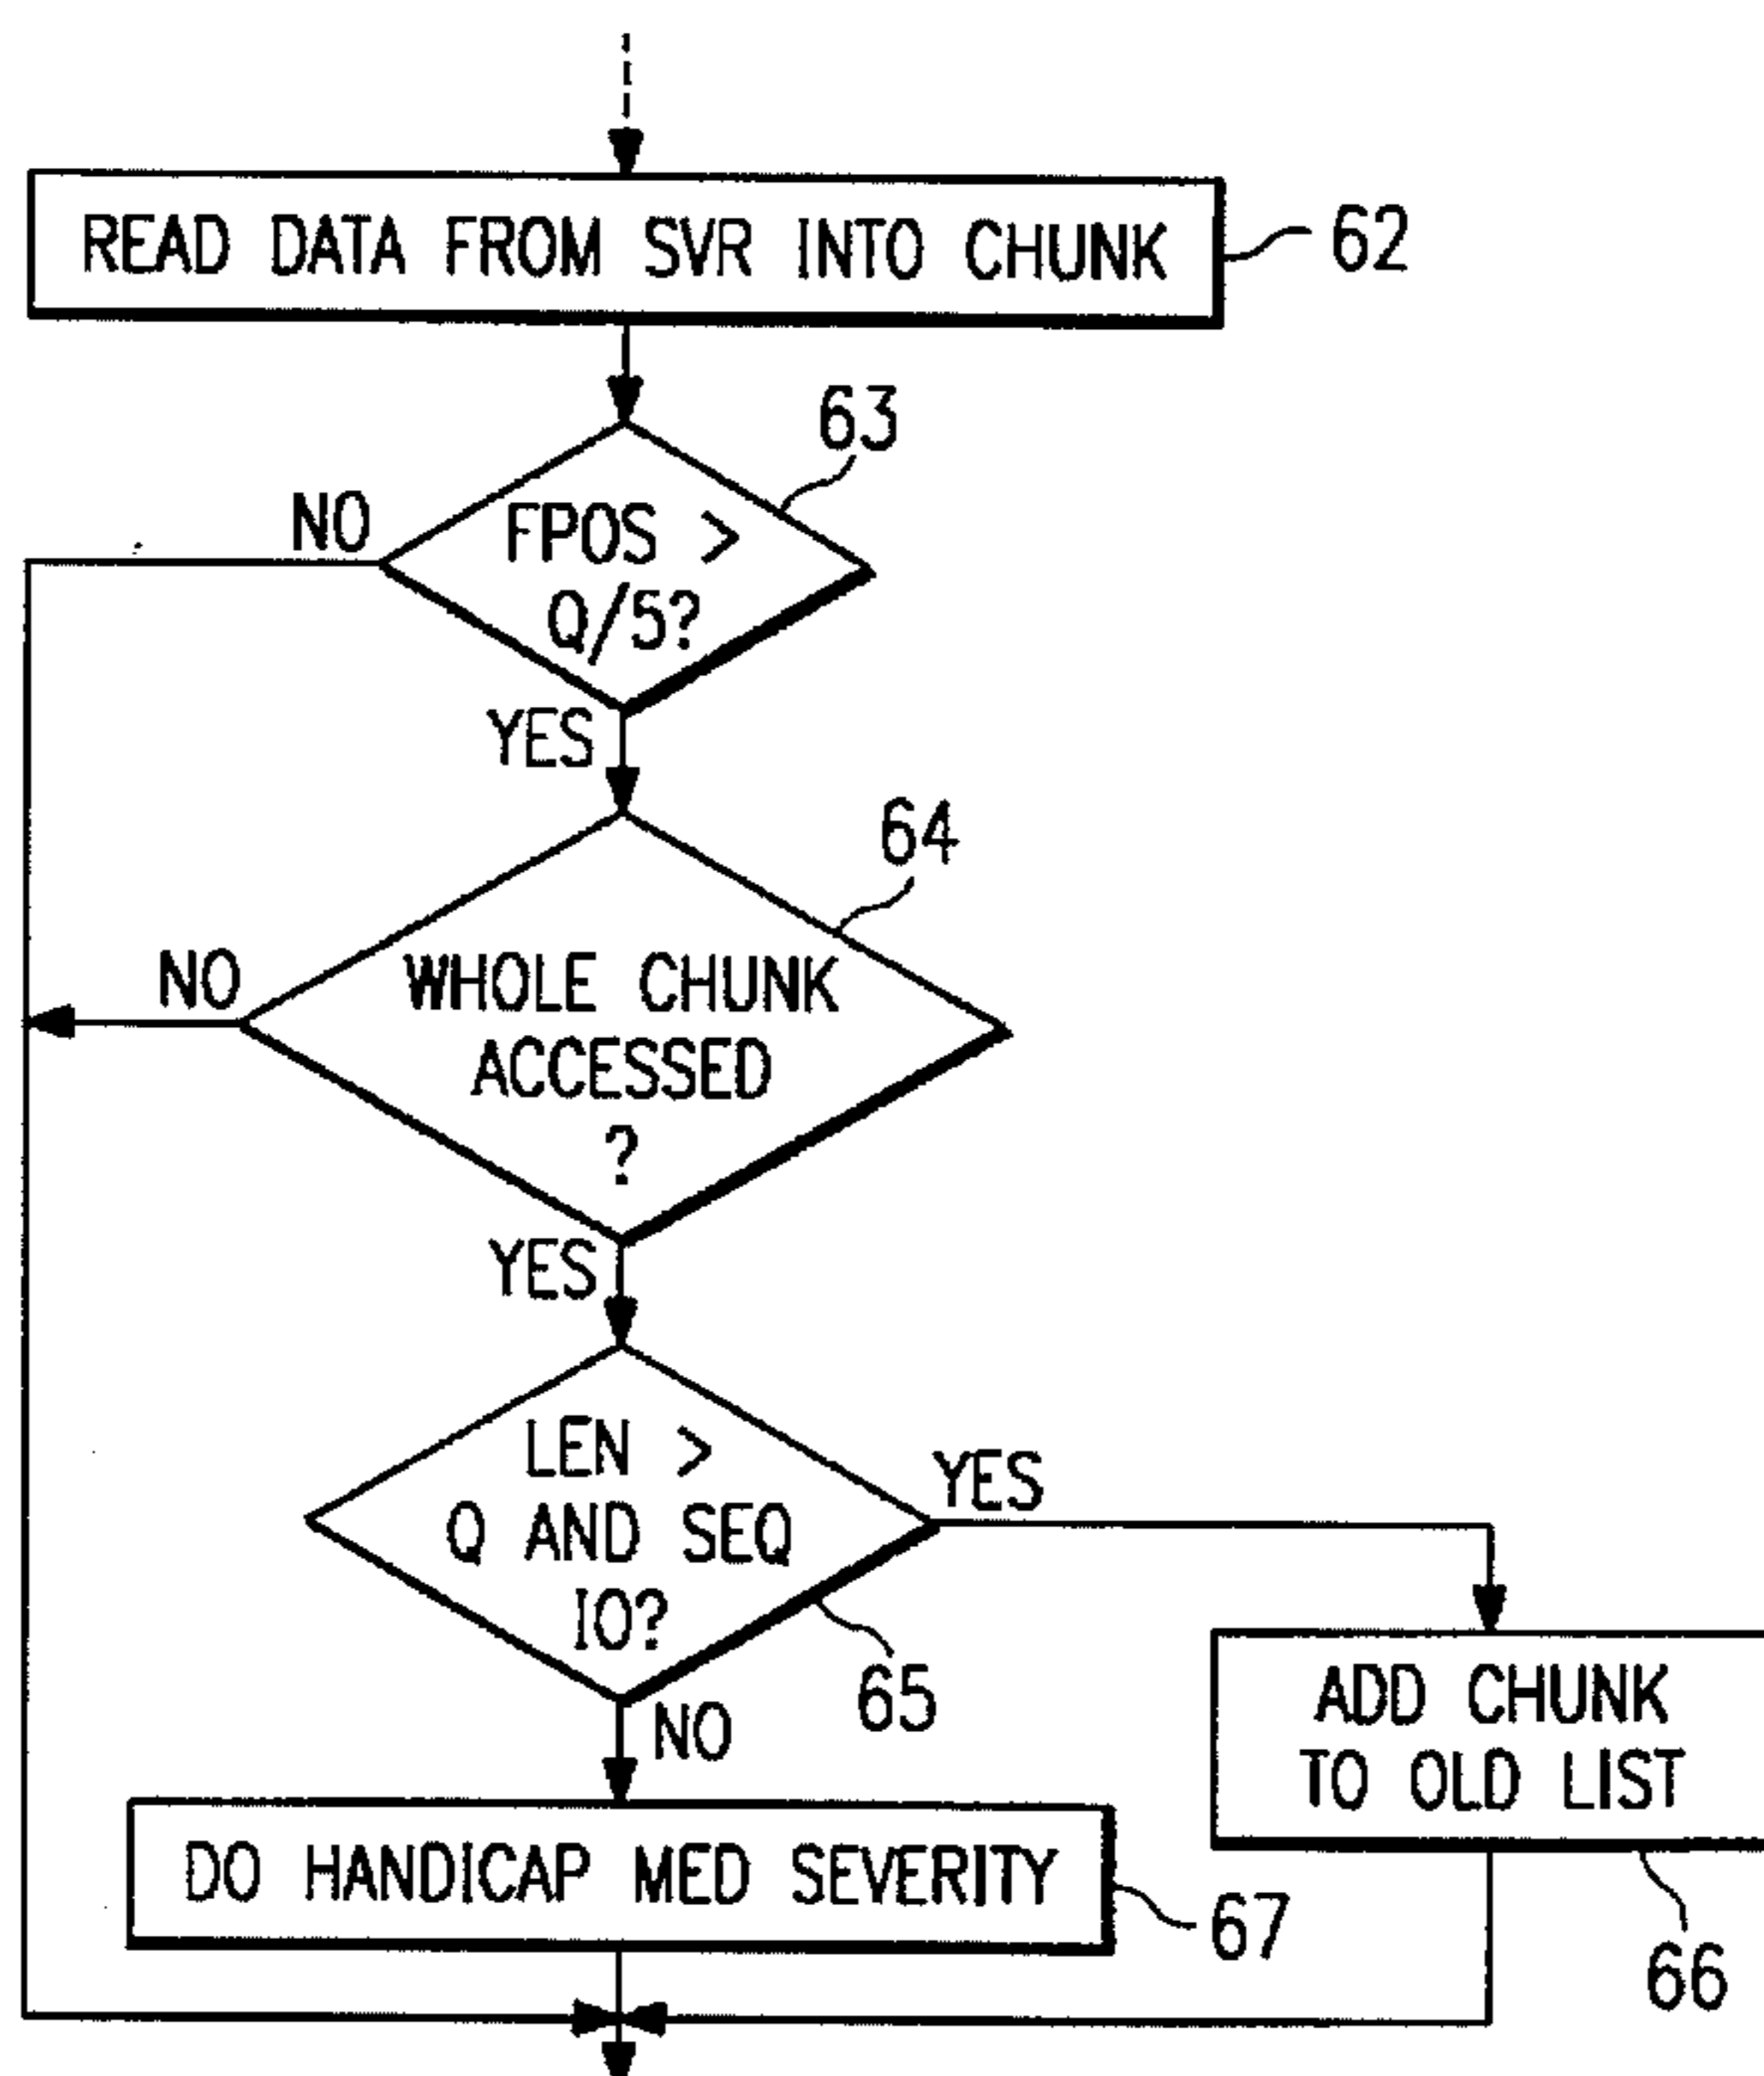 READ DATA FROM SVR INTO CHUNK
62
63
NO
FPOS >
Q/5?
YES
64
NO
WHOLE CHUNK
ACCESSED
?
YES
LEN >
Q AND SEQ
IO?
YES
65
NO
ADD CHUNK
TO OLD LIST
DO HANDICAP MED SEVERITY
67
66